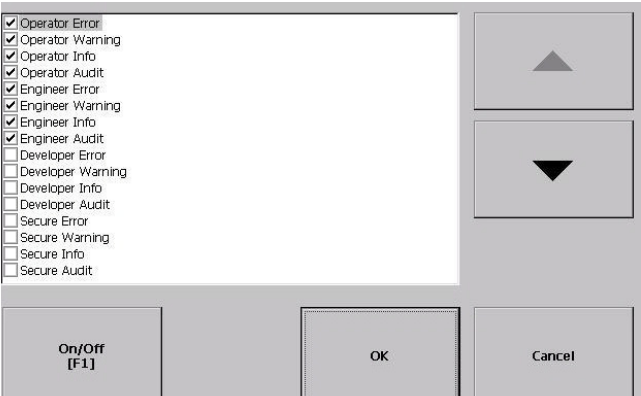 Operator Error
Operator Warning
Operator Info
Operator Audit
Engineer Error
Engineer Warning
Engineer Info
Engineer Audit
Developer Error
Developer Warning
Developer Info
Developer Audit
Secure Error
Secure Warning
Secure Info
Secure Audit
On/Off
[F1]
OK
Cancel